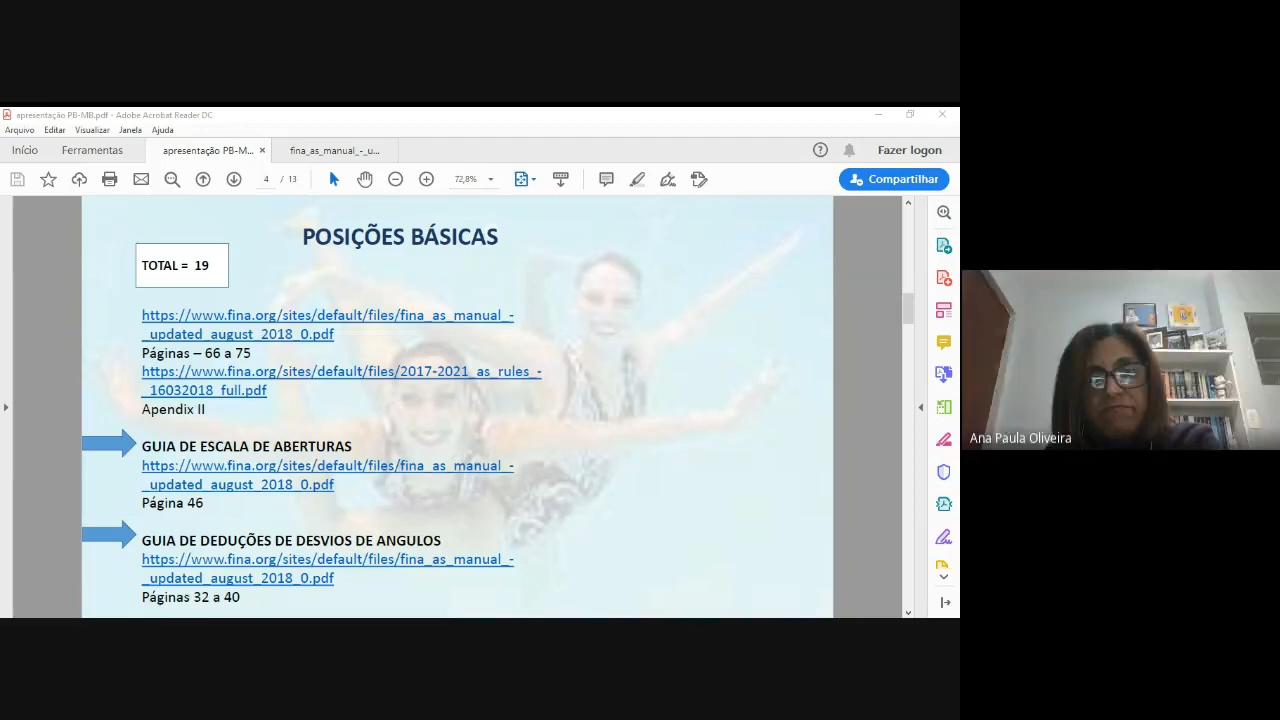 apresentação PB-MB.pdf - Adobe Acrobat Reader DC
Arquivo Editar Visualizar Janela Ajuda
Início Ferramentas apresentação PB-M... × fina_as_manual_-_u... Fazer logon
4 / 13 72,8% Compartilhar
POSIÇÕES BÁSICAS
TOTAL = 19
https://www.fina.org/sites/default/files/fina_as_manual_-
_updated_august_2018_0.pdf
Páginas – 66 a 75
https://www.fina.org/sites/default/files/2017-2021_as_rules_-
_16032018_full.pdf
Apendix II
GUIA DE ESCALA DE ABERTURAS
https://www.fina.org/sites/default/files/fina_as_manual_-
_updated_august_2018_0.pdf
Página 46
GUIA DE DEDUÇÕES DE DESVIOS DE ANGULOS
https://www.fina.org/sites/default/files/fina_as_manual_-
_updated_august_2018_0.pdf
Páginas 32 a 40
Ana Paula Oliveira